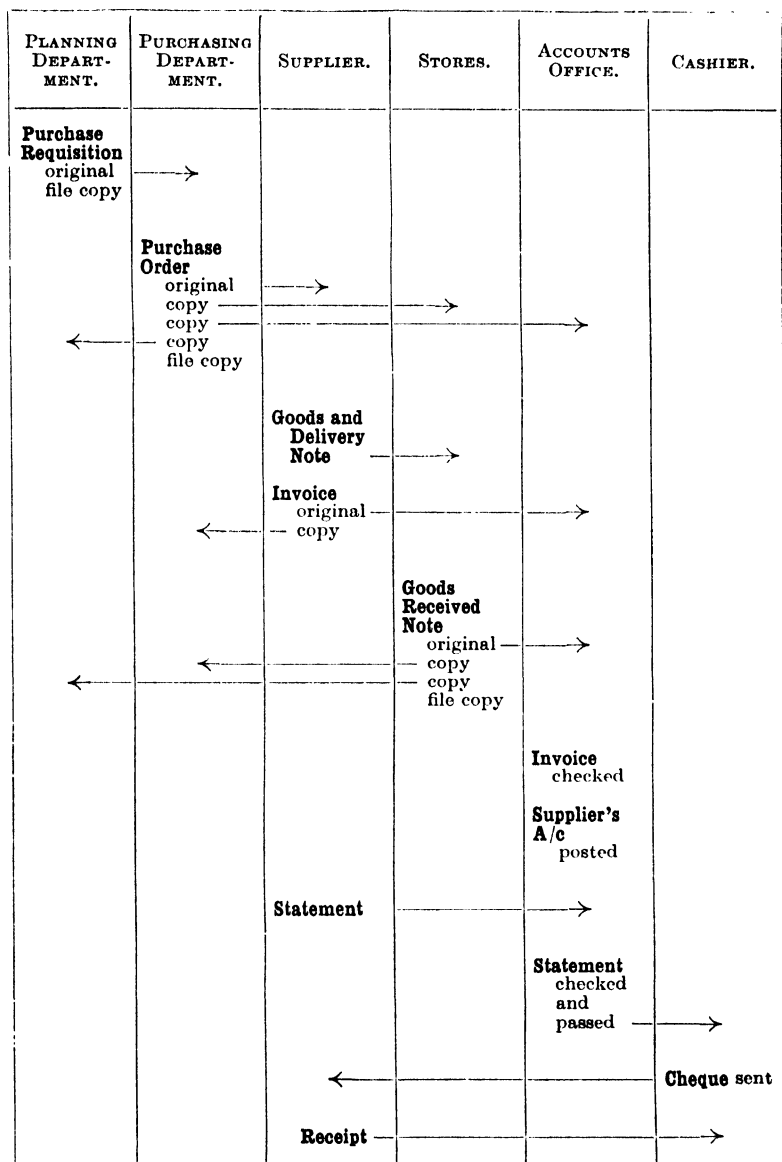 PLANNING
DEPART-
MENT.
PURCHASING
DEPART-
MENT.
SUPPLIER.
STORES.
ACCOUNTS
OFFICE.
CASHIER.
Purchase
Requisition
original
file copy
Purchase
Order
original
copy
copy
copy
file copy
Goods and
Delivery
Note
Invoice
original
copy
Goods
Received
Note
original
copy
copy
file copy
Invoice
checked
Supplier's
A/c
posted
Statement
Statement
checked
and
passed
Cheque sent
Receipt